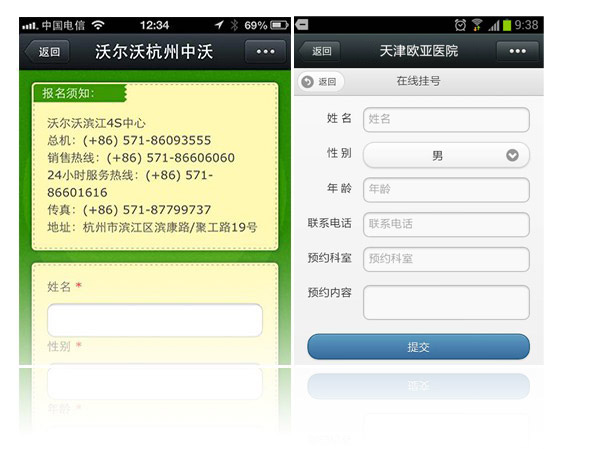 中国电信 12:34 69%
返回 沃尔沃杭州中沃
报名须知：
沃尔沃滨江4S中心
总机：(+86) 571-86093555
销售热线：(+86) 571-86606060
24小时服务热线：(+86) 571-
86601616
传真：(+86) 571-87799737
地址：杭州市滨江区滨康路/聚工路19号
姓名 *
性别 *
年龄 *
9:38
返回 天津欧亚医院
返回 在线挂号
姓名 姓名
性别 男
年龄 年龄
联系电话 联系电话
预约科室 预约科室
预约内容
提交